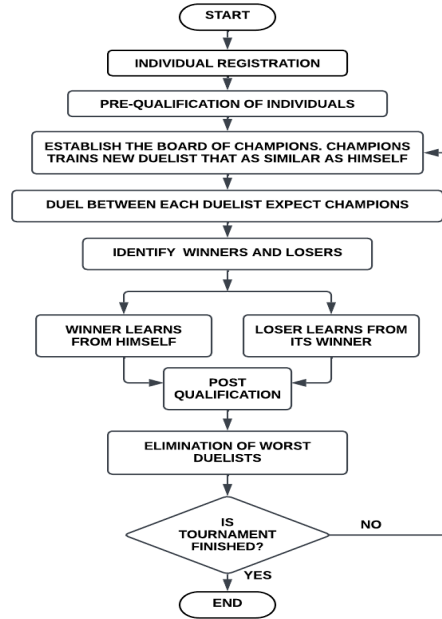 START
INDIVIDUAL REGISTRATION
PRE-QUALIFICATION OF INDIVIDUALS
ESTABLISH THE BOARD OF CHAMPIONS. CHAMPIONS
TRAINS NEW DUELIST THAT AS SIMILAR AS HIMSELF
DUEL BETWEEN EACH DUELIST EXPECT CHAMPIONS
IDENTIFY WINNERS AND LOSERS
WINNER LEARNS
FROM HIMSELF
LOSER LEARNS FROM
ITS WINNER
POST
QUALIFICATION
ELIMINATION OF WORST
DUELISTS
IS
TOURNAMENT
FINISHED?
NO
YES
END